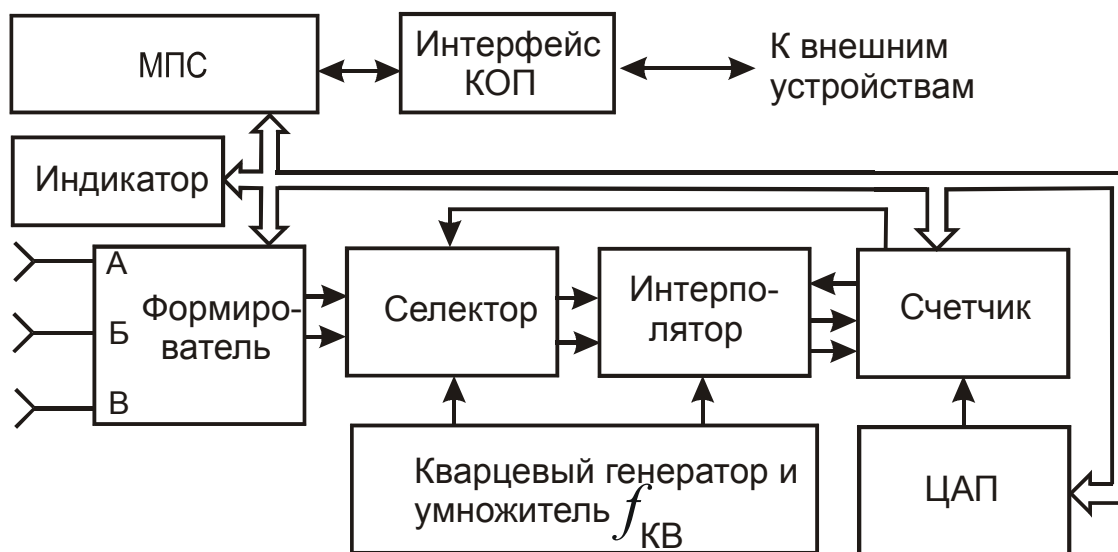 МПС
Интерфейс
КОП
К внешним
устройствам
Индикатор
А
Б
В
Формиро-
ватель
Селектор
Интерпо-
лятор
Счетчик
Кварцевый генератор и
умножитель fКВ
ЦАП